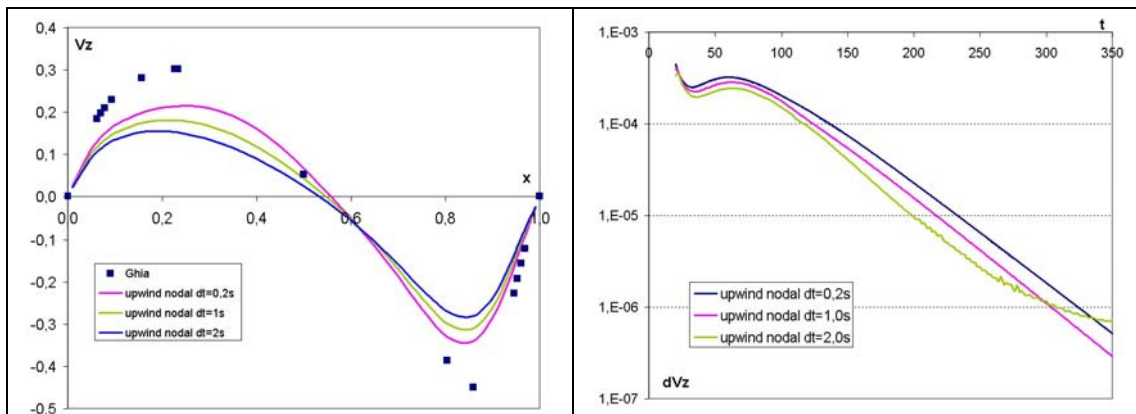 Vz
0,4
0,3
0,2
0,1
0,0
-0,1
-0,2
-0,3
-0,4
-0,5
0,0
0,2
0,4
0,6
0,8
1,0
x
Ghia
upwind nodal dt=0,2s
upwind nodal dt=1s
upwind nodal dt=2s
t
1,E-03
1,E-04
1,E-05
1,E-06
1,E-07
0
50
100
150
200
250
300
350
upwind nodal dt=0,2s
upwind nodal dt=1,0s
upwind nodal dt=2,0s
dVz